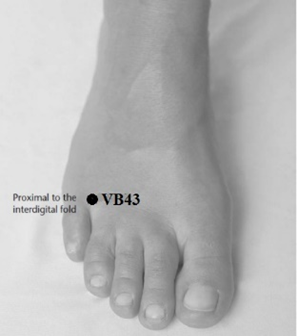 Proximal to the
interdigital fold
VB43